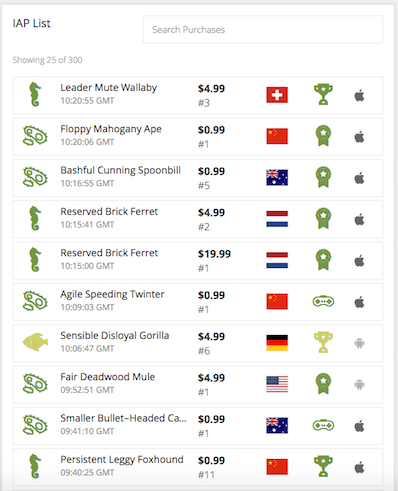 IAP List
Search Purchases
Showing 25 of 300
Leader Mute Wallaby $4.99
10:20:55 GMT #3
Floppy Mahogany Ape $0.99
10:20:06 GMT #1
Bashful Cunning Spoonbill $0.99
10:16:55 GMT #5
Reserved Brick Ferret $4.99
10:15:41 GMT #2
Reserved Brick Ferret $19.99
10:15:00 GMT #1
Agile Speeding Twinter $0.99
10:09:03 GMT #1
Sensible Disloyal Gorilla $4.99
10:06:47 GMT #6
Fair Deadwood Mule $4.99
09:52:51 GMT #1
Smaller Bullet–Headed Ca... $0.99
09:41:10 GMT #1
Persistent Leggy Foxhound $0.99
09:40:25 GMT #11